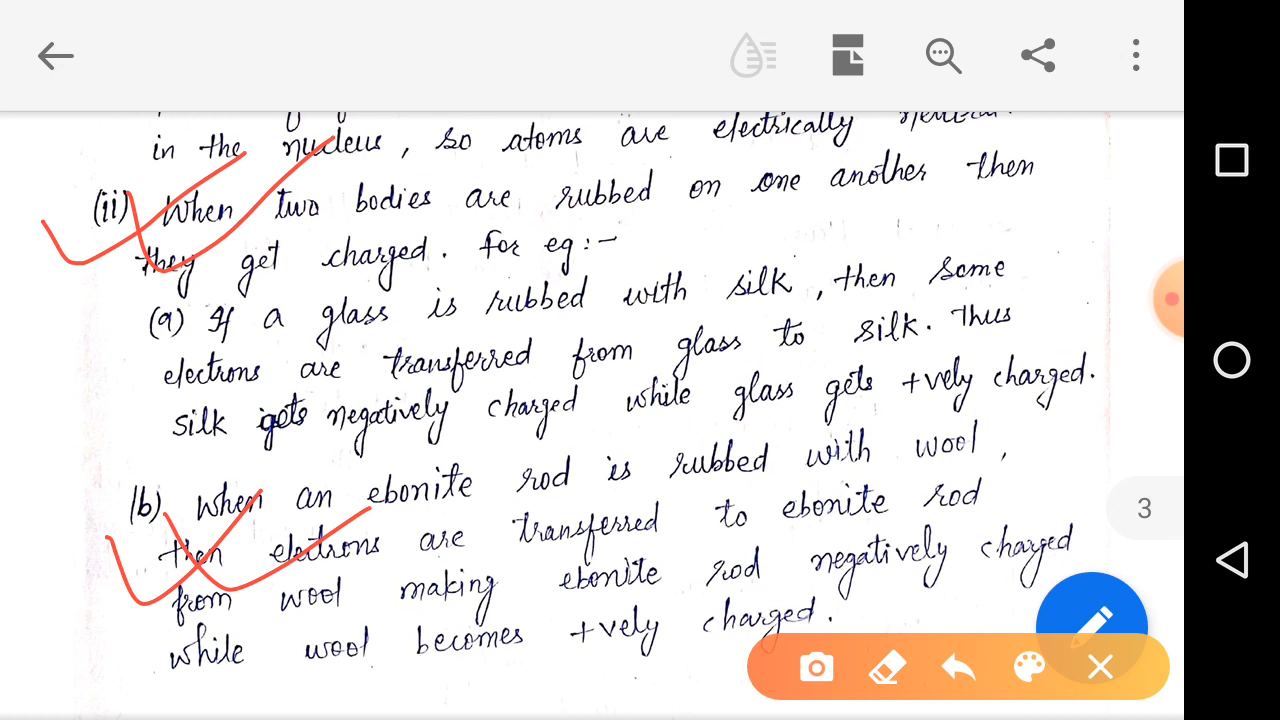 in the nucleus, so atoms are electrically neutral.
(ii) When two bodies are rubbed on one another then
they get charged. For eg:-
(a) If a glass is rubbed with silk, then some
electrons are transferred from glass to silk. Thus
silk gets negatively charged while glass gets +vely charged.
(b) When an ebonite rod is rubbed with wool,
then electrons are transferred to ebonite rod
from wool making ebonite rod negatively charged
while wool becomes +vely charged.
3